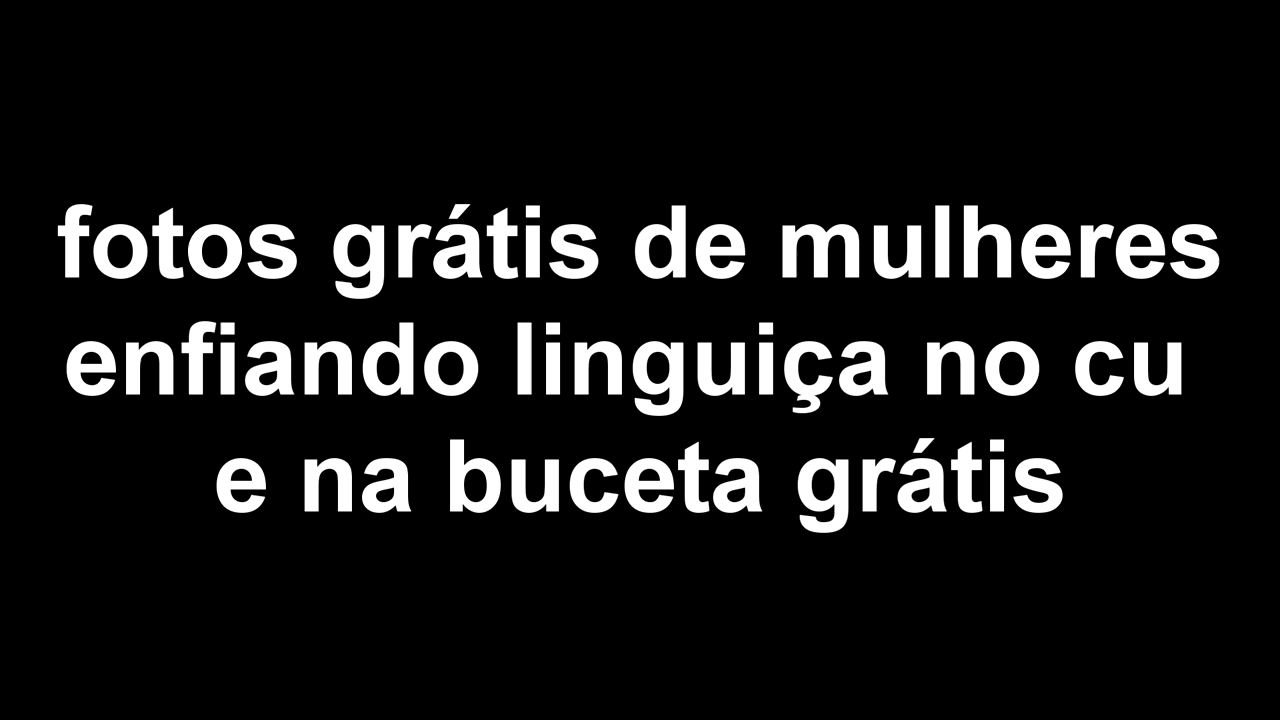 fotos grátis de mulheres
enfiando linguiça no cu
e na buceta grátis